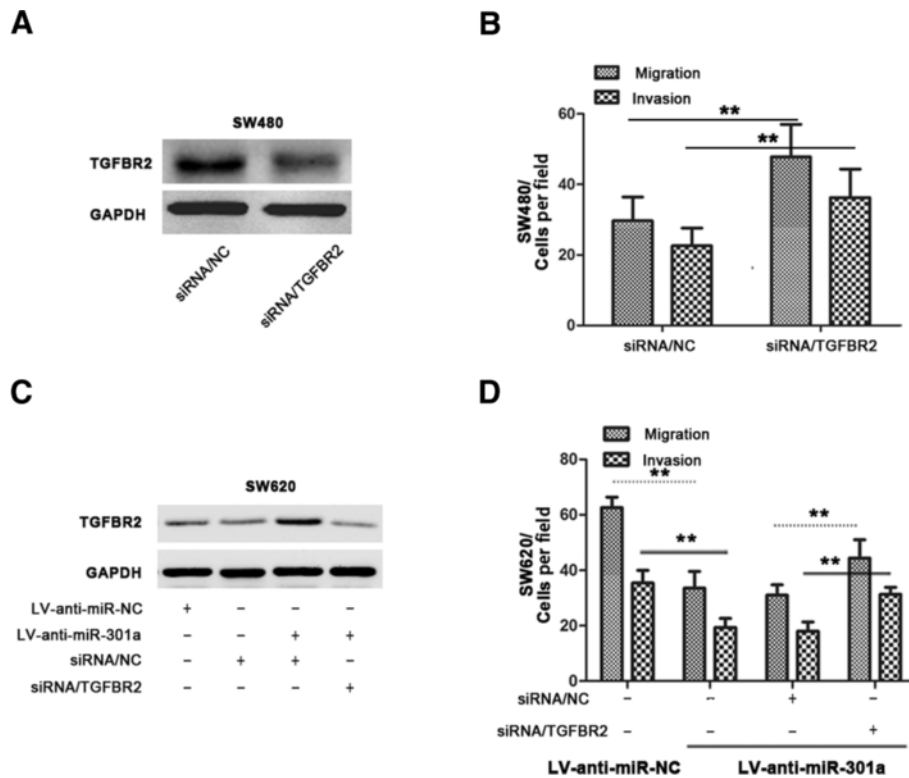 A
SW480
TGFBR2
GAPDH
siRNA/NC
siRNA/TGFBR2
B
Migration
Invasion
60
40
20
0
SW480/
Cells per field
**
**
siRNA/NC
siRNA/TGFBR2
C
SW620
TGFBR2
GAPDH
LV-anti-miR-NC + – – –
LV-anti-miR-301a – – + +
siRNA/NC – + + –
siRNA/TGFBR2 – – – +
D
Migration
Invasion
80
60
40
20
0
SW620/
Cells per field
**
**
**
**
siRNA/NC – – + –
siRNA/TGFBR2 – – – +
LV-anti-miR-NC LV-anti-miR-301a